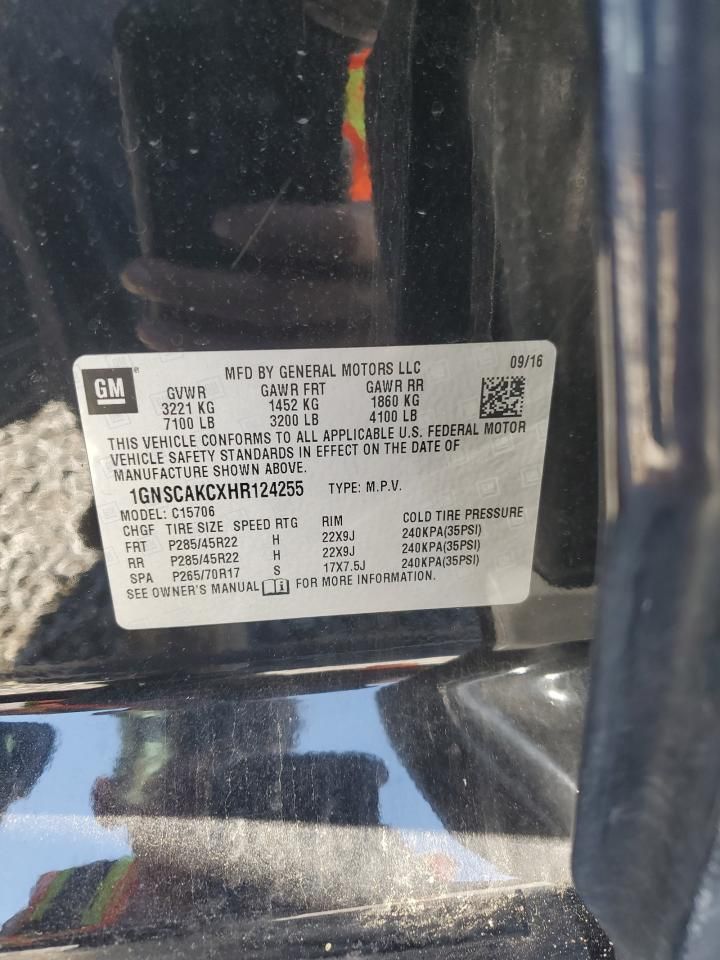 GM
MFD BY GENERAL MOTORS LLC 09/16
GVWR GAWR FRT GAWR RR
3221 KG 1452 KG 1860 KG
7100 LB 3200 LB 4100 LB
THIS VEHICLE CONFORMS TO ALL APPLICABLE U.S. FEDERAL MOTOR
VEHICLE SAFETY STANDARDS IN EFFECT ON THE DATE OF
MANUFACTURE SHOWN ABOVE.
1GNSCAKCXHR124255 TYPE: M.P.V.
MODEL: C15706
CHGF TIRE SIZE SPEED RTG RIM COLD TIRE PRESSURE
FRT P285/45R22 H 22X9J 240KPA(35PSI)
RR P285/45R22 H 22X9J 240KPA(35PSI)
SPA P265/70R17 S 17X7.5J 240KPA(35PSI)
SEE OWNER'S MANUAL FOR MORE INFORMATION.